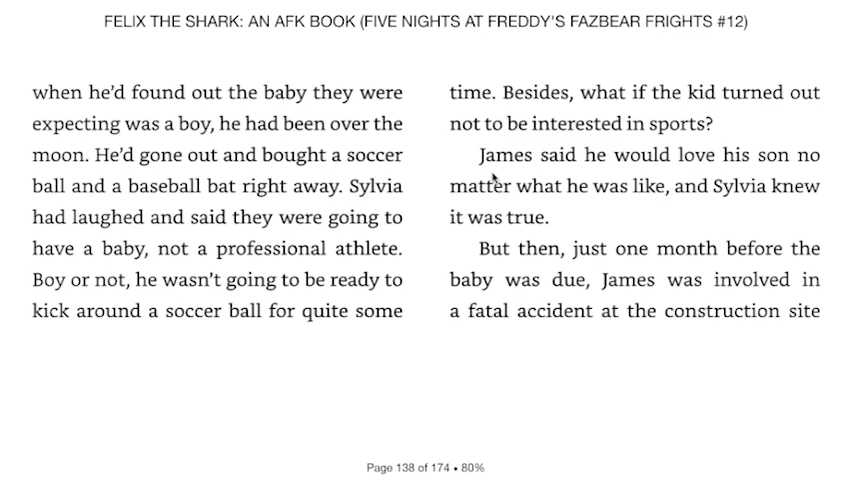 FELIX THE SHARK: AN AFK BOOK (FIVE NIGHTS AT FREDDY'S FAZBEAR FRIGHTS #12)
when he'd found out the baby they were
expecting was a boy, he had been over the
moon. He'd gone out and bought a soccer
ball and a baseball bat right away. Sylvia
had laughed and said they were going to
have a baby, not a professional athlete.
Boy or not, he wasn't going to be ready to
kick around a soccer ball for quite some
time. Besides, what if the kid turned out
not to be interested in sports?
James said he would love his son no
matter what he was like, and Sylvia knew
it was true.
But then, just one month before the
baby was due, James was involved in
a fatal accident at the construction site
Page 138 of 174 • 80%